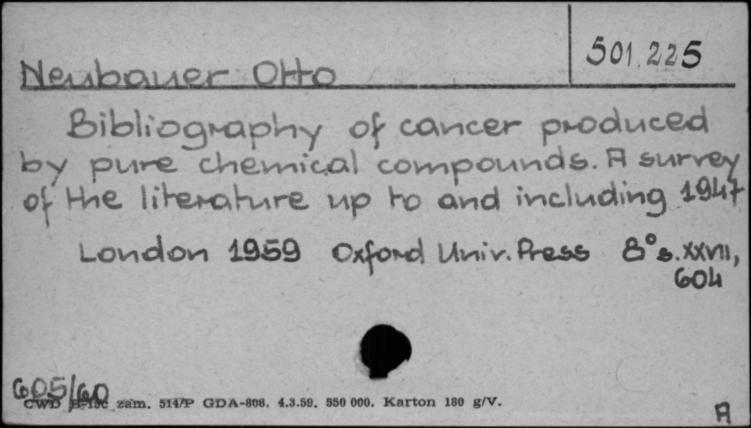 501.225
Neubauer Otto
Bibliography of cancer produced
by pure chemical compounds. A survey
of the literature up to and including 1947
London 1959 Oxford Univ. Press 8° s. XXVII,
604
605/60
CWD zam. 514/P GDA-808. 4.3.59. 550 000. Karton 180 g/V.
A